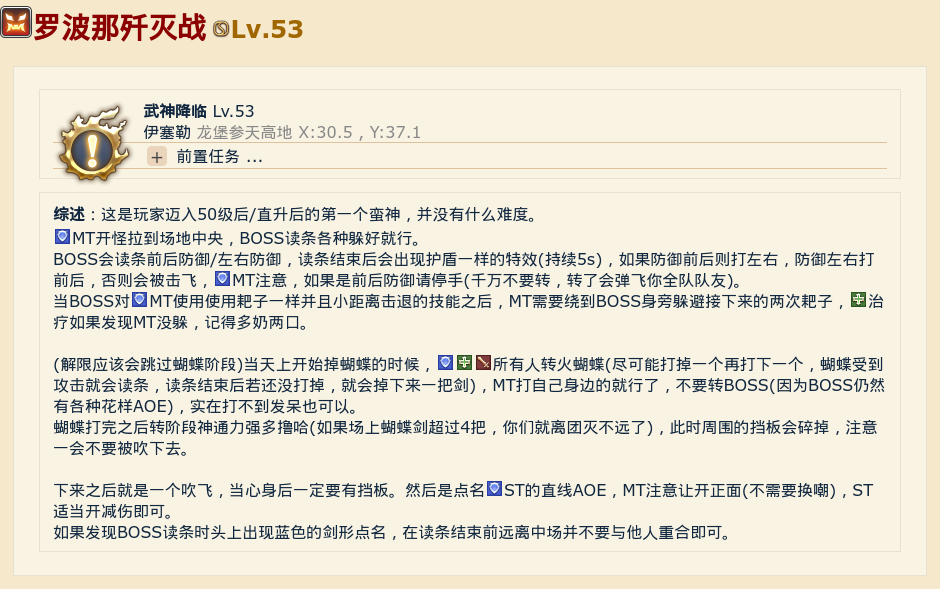 罗波那歼灭战 Lv.53
武神降临 Lv.53
伊塞勒 龙堡参天高地 X:30.5 , Y:37.1
+ 前置任务 ...
综述：这是玩家迈入50级后/直升后的第一个蛮神，并没有什么难度。
MT开怪拉到场地中央，BOSS读条各种躲好就行。
BOSS会读条前后防御/左右防御，读条结束后会出现护盾一样的特效(持续5s)，如果防御前后则打左右，防御左右打
前后，否则会被击飞，MT注意，如果是前后防御请停手(千万不要转，转了会弹飞你全队队友)。
当BOSS对MT使用使用耙子一样并且小距离击退的技能之后，MT需要绕到BOSS身旁躲避接下来的两次耙子，治
疗如果发现MT没躲，记得多奶两口。
(解限应该会跳过蝴蝶阶段)当天上开始掉蝴蝶的时候，所有人转火蝴蝶(尽可能打掉一个再打下一个，蝴蝶受到
攻击就会读条，读条结束后若还没打掉，就会掉下来一把剑)，MT打自己身边的就行了，不要转BOSS(因为BOSS仍然
有各种花样AOE)，实在打不到发呆也可以。
蝴蝶打完之后转阶段神通力强多撸哈(如果场上蝴蝶剑超过4把，你们就离团灭不远了)，此时周围的挡板会碎掉，注意
一会不要被吹下去。
下来之后就是一个吹飞，当心身后一定要有挡板。然后是点名ST的直线AOE，MT注意让开正面(不需要换嘲)，ST
适当开减伤即可。
如果发现BOSS读条时头上出现蓝色的剑形点名，在读条结束前远离中场并不要与他人重合即可。